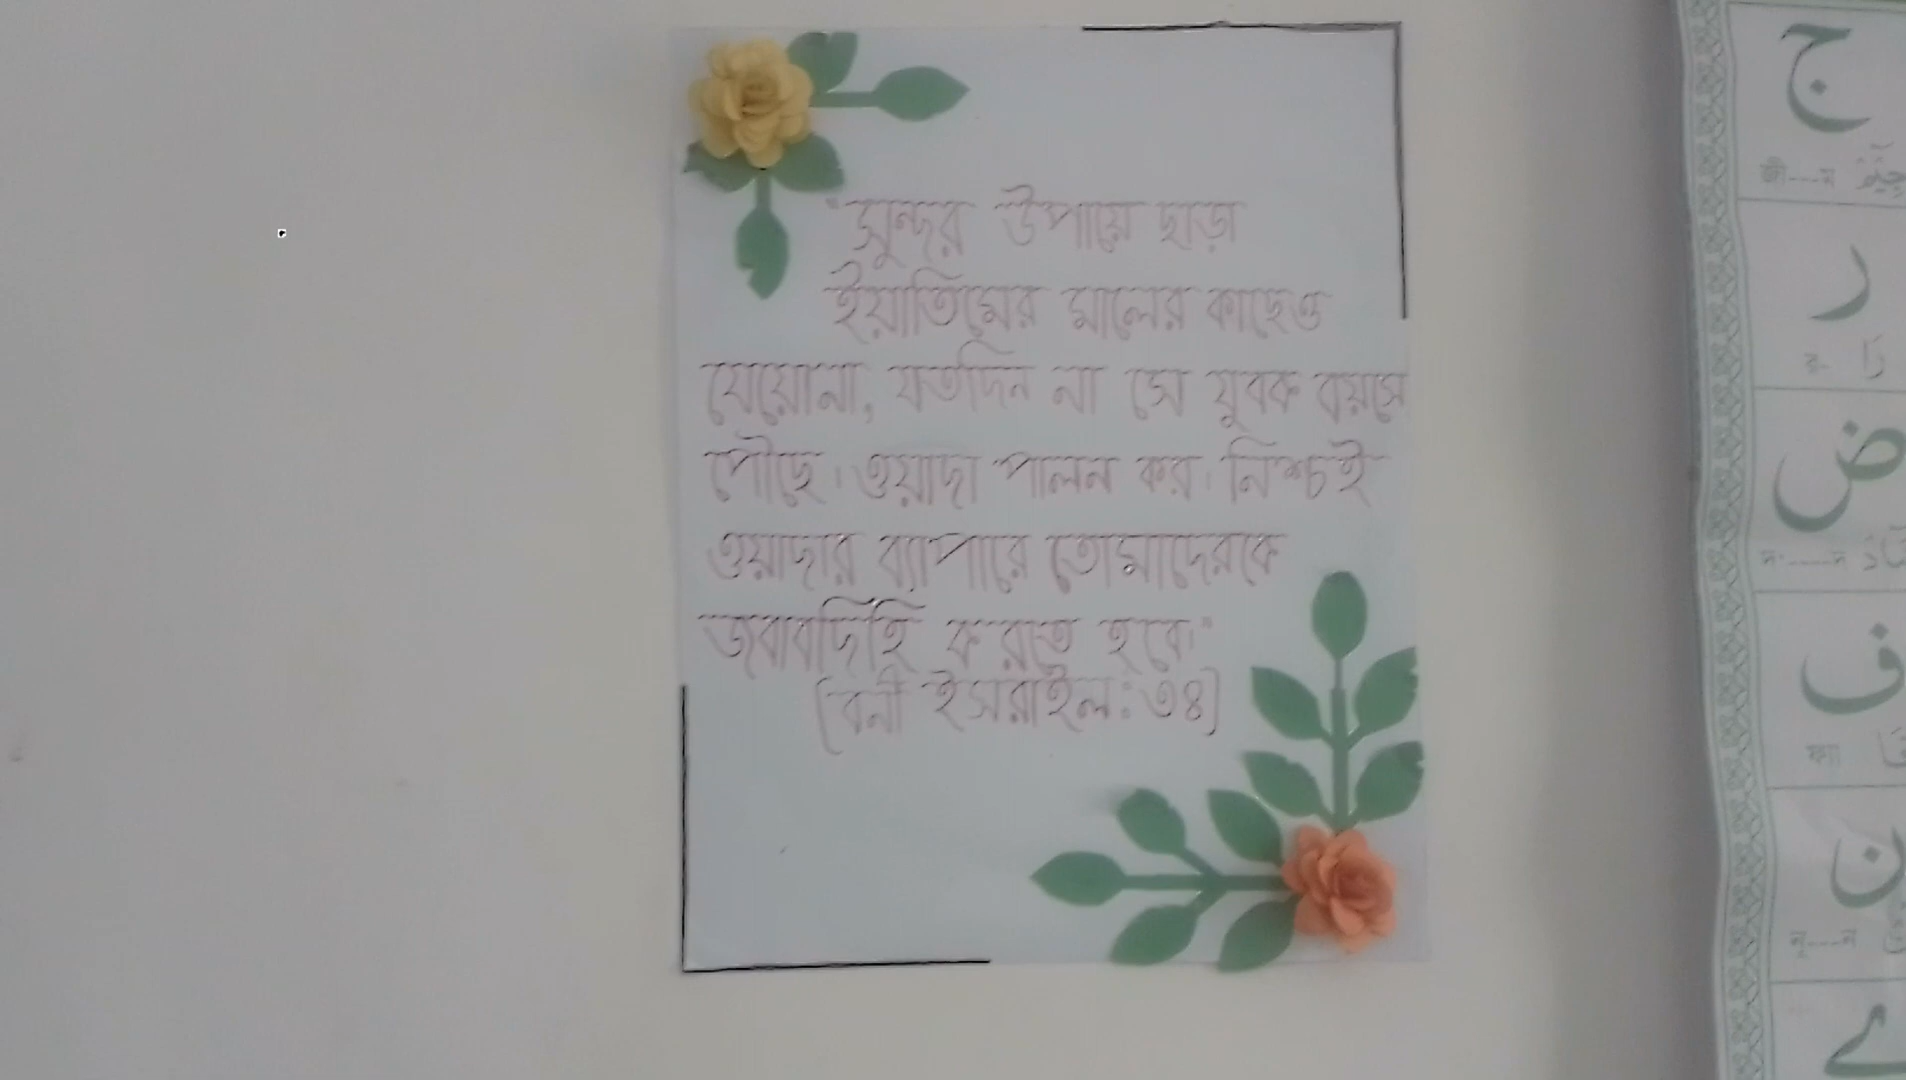 "সুন্দর উপায়ে ছাড়া
ইয়াতিমের মালের কাছেও
যেয়োনা, যতদিন না সে যুবক বয়সে
পৌছে। ওয়াদা পালন কর। নিশ্চই
ওয়াদার ব্যাপারে তোমাদেরকে
জবাবদিহি করতে হবে।"
(বনী ইসরাইল: ৩৪)
ج
ر
رَا
ض
ف
فَا
ن
ے